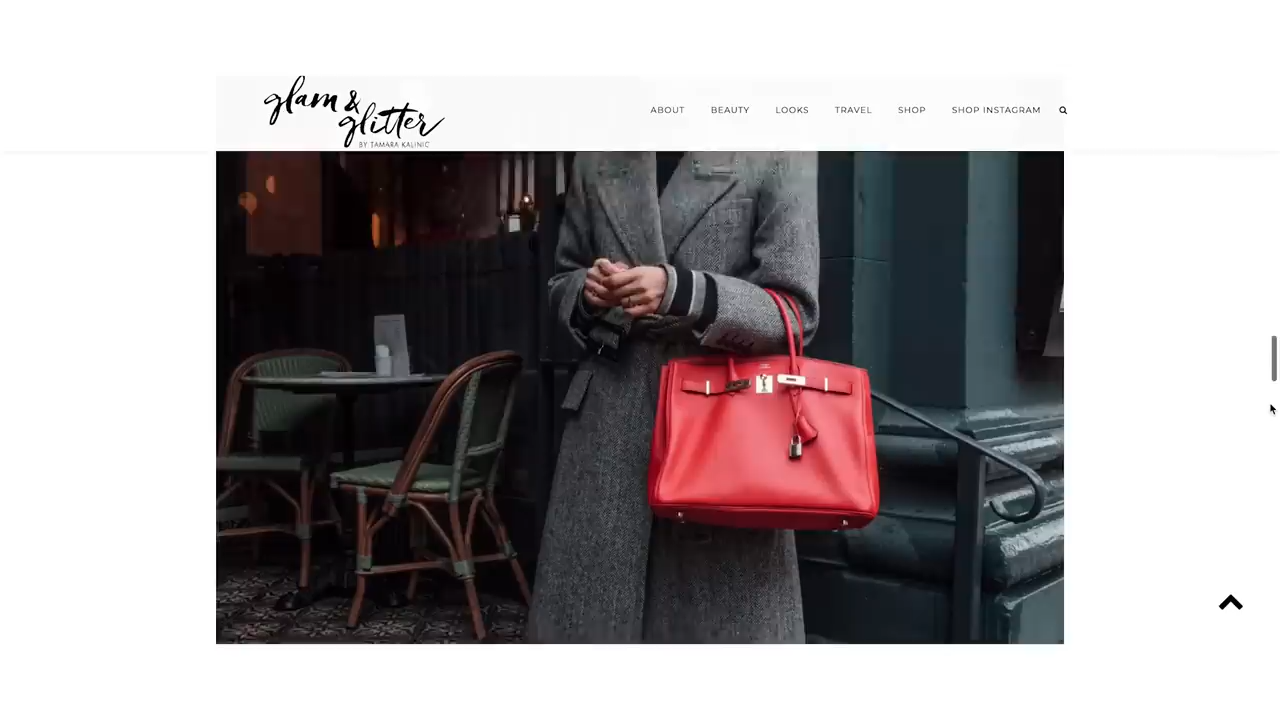 glam &
glitter
BY TAMARA KALINIC
ABOUT
BEAUTY
LOOKS
TRAVEL
SHOP
SHOP INSTAGRAM